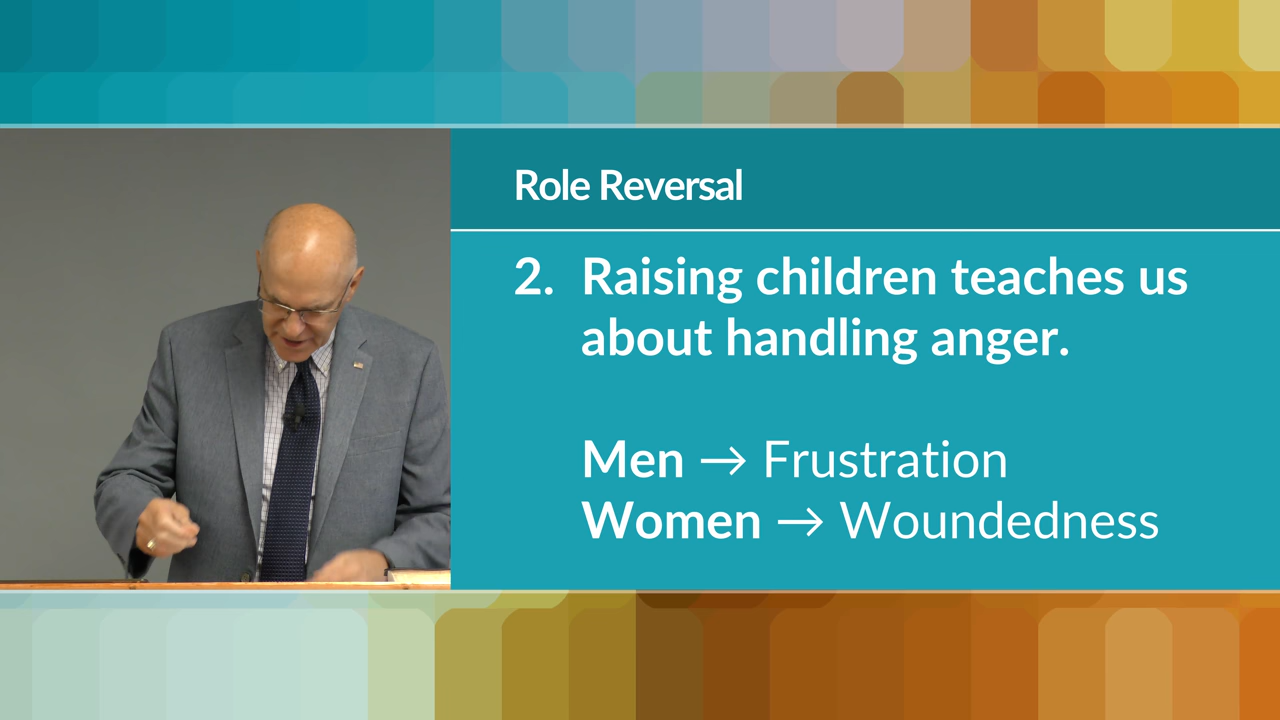 Role Reversal
2. Raising children teaches us
about handling anger.
Men → Frustration
Women → Woundedness